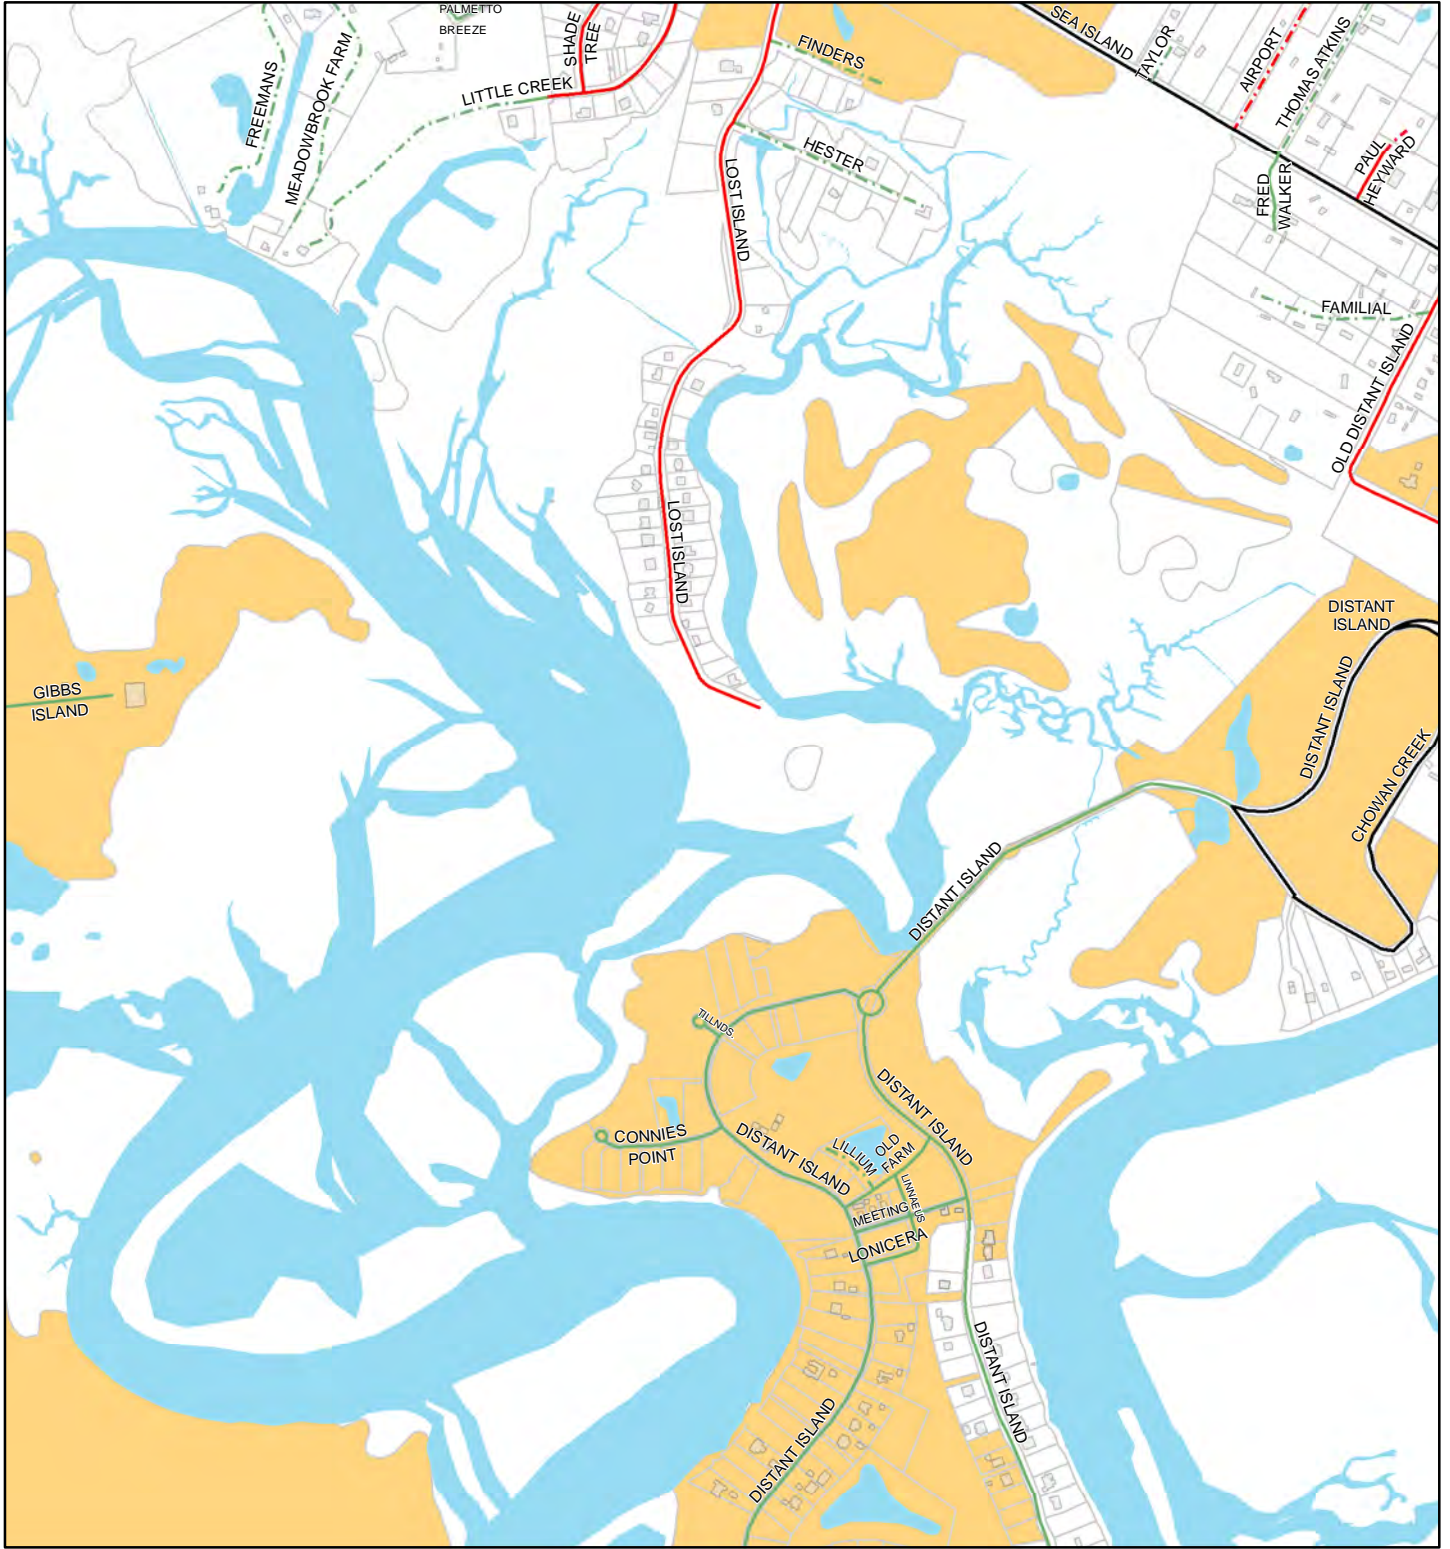 PALMETTO
BREEZE
SHADE
TREE
FINDERS
SEA ISLAND
TAYLOR
AIRPORT
THOMAS ATKINS
FREEMANS
MEADOWBROOK FARM
LITTLE CREEK
HESTER
LOST ISLAND
PAUL
HEYWARD
FRED
WALKER
FAMILIAL
OLD DISTANT ISLAND
LOST ISLAND
DISTANT
ISLAND
GIBBS
ISLAND
DISTANT ISLAND
CHOWAN CREEK
DISTANT ISLAND
TILLNDS.
DISTANT ISLAND
CONNIES
POINT
DISTANT ISLAND
LILLIUM
OLD
FARM
LINNAEUS
MEETING
LONICERA
DISTANT ISLAND
DISTANT ISLAND